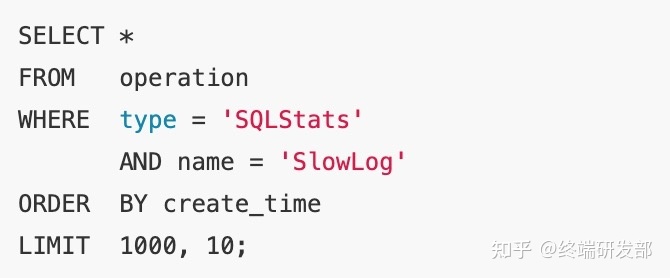 SELECT *
FROM   operation
WHERE  type = 'SQLStats'
       AND name = 'SlowLog'
ORDER  BY create_time
LIMIT  1000, 10;
知乎 @终端研发部